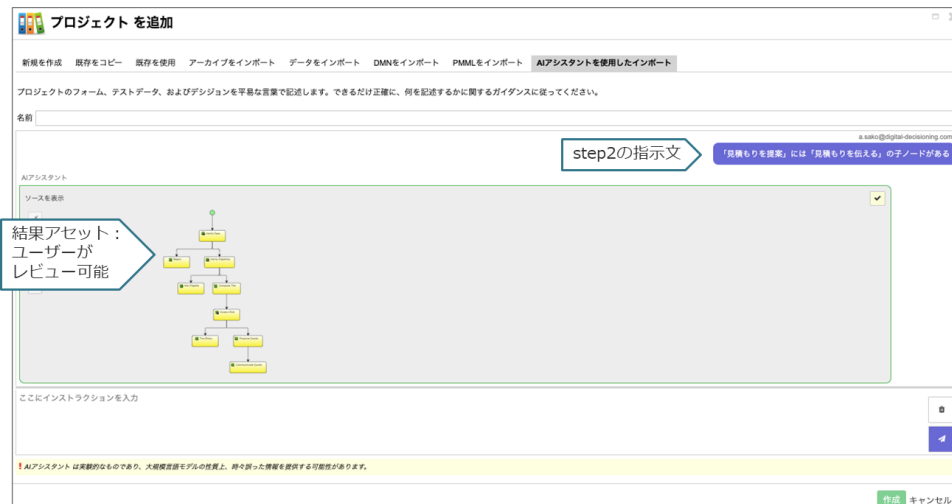 プロジェクト を追加
新規を作成 既存をコピー 既存を使用 アーカイブをインポート データをインポート DMNをインポート PMMLをインポート AIアシスタントを使用したインポート
プロジェクトのフォーム、テストデータ、およびデシジョンを平易な言葉で記述します。できるだけ正確に、何を記述するかに関するガイダンスに従ってください。
名前
a.sako@digital-decisioning.com
step2の指示文
「見積もりを提案」には「見積もりを伝える」の子ノードがある
AIアシスタント
ソースを表示
結果アセット：
ユーザーが
レビュー可能
ここにインストラクションを入力
! AIアシスタント は実験的なものであり、大規模言語モデルの性質上、時々誤った情報を提供する可能性があります。
作成 キャンセル